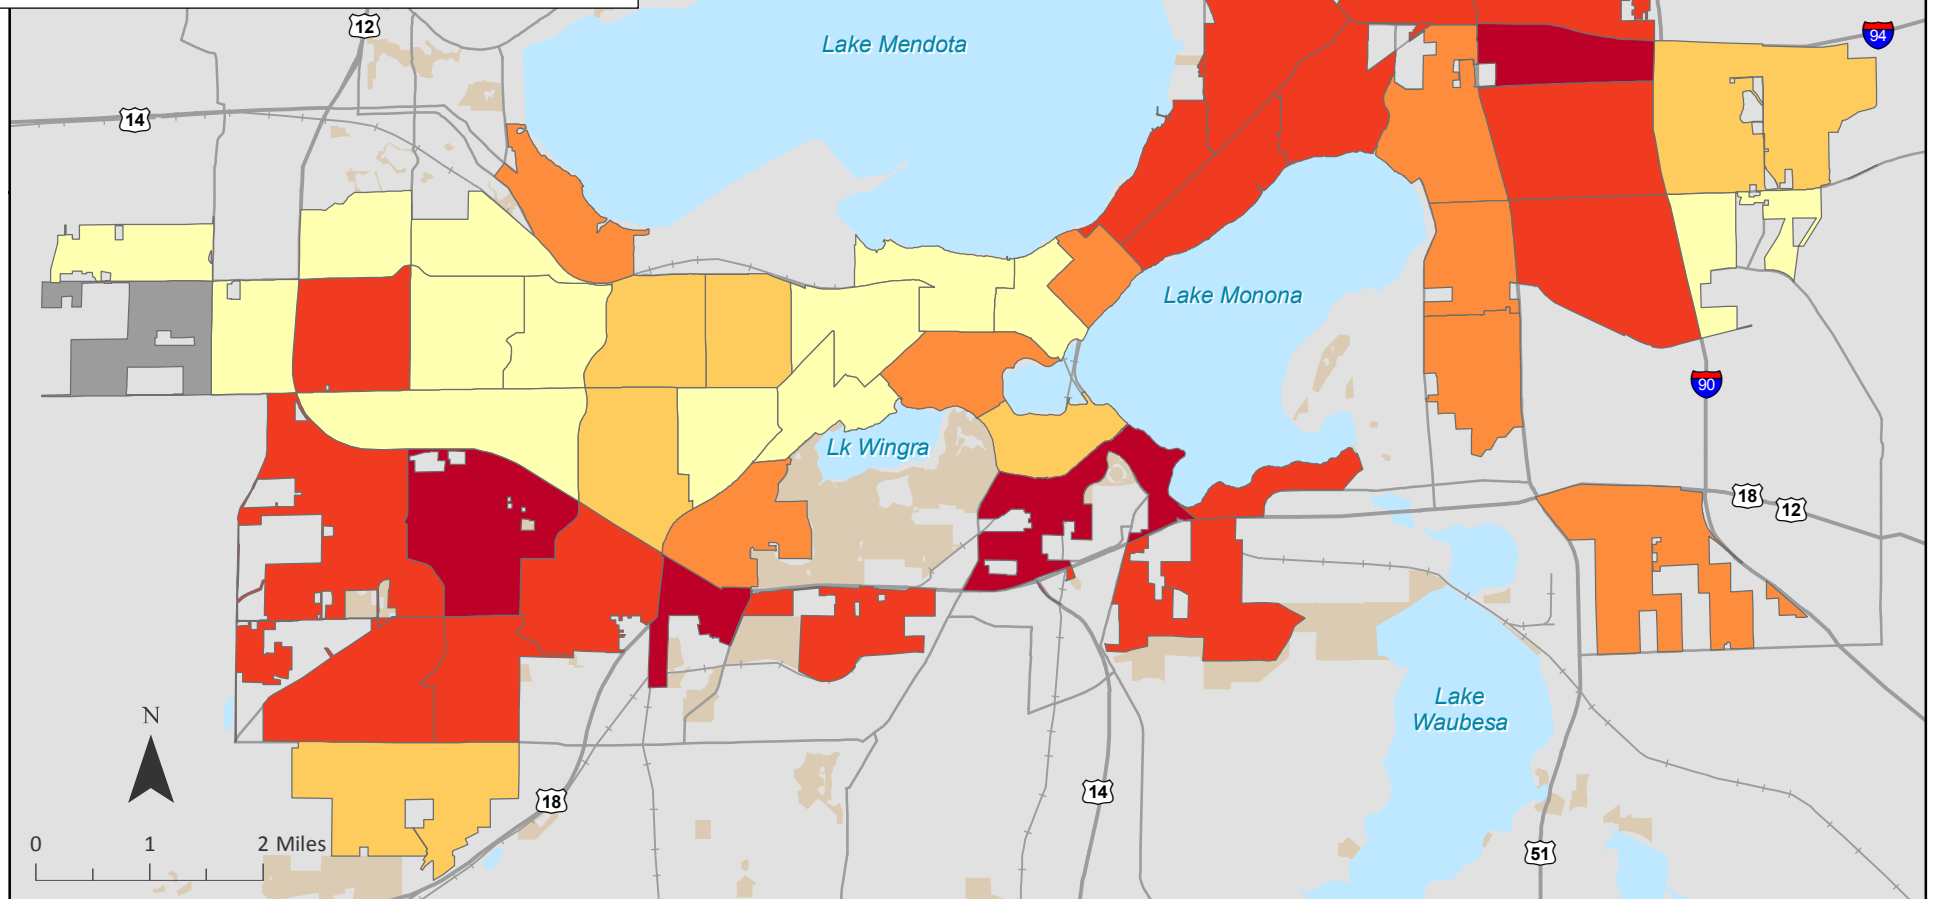 12
Lake Mendota
94
14
Lake Monona
90
Lk Wingra
18
12
Lake
Waubesa
N
14
18
0 1 2 Miles
51